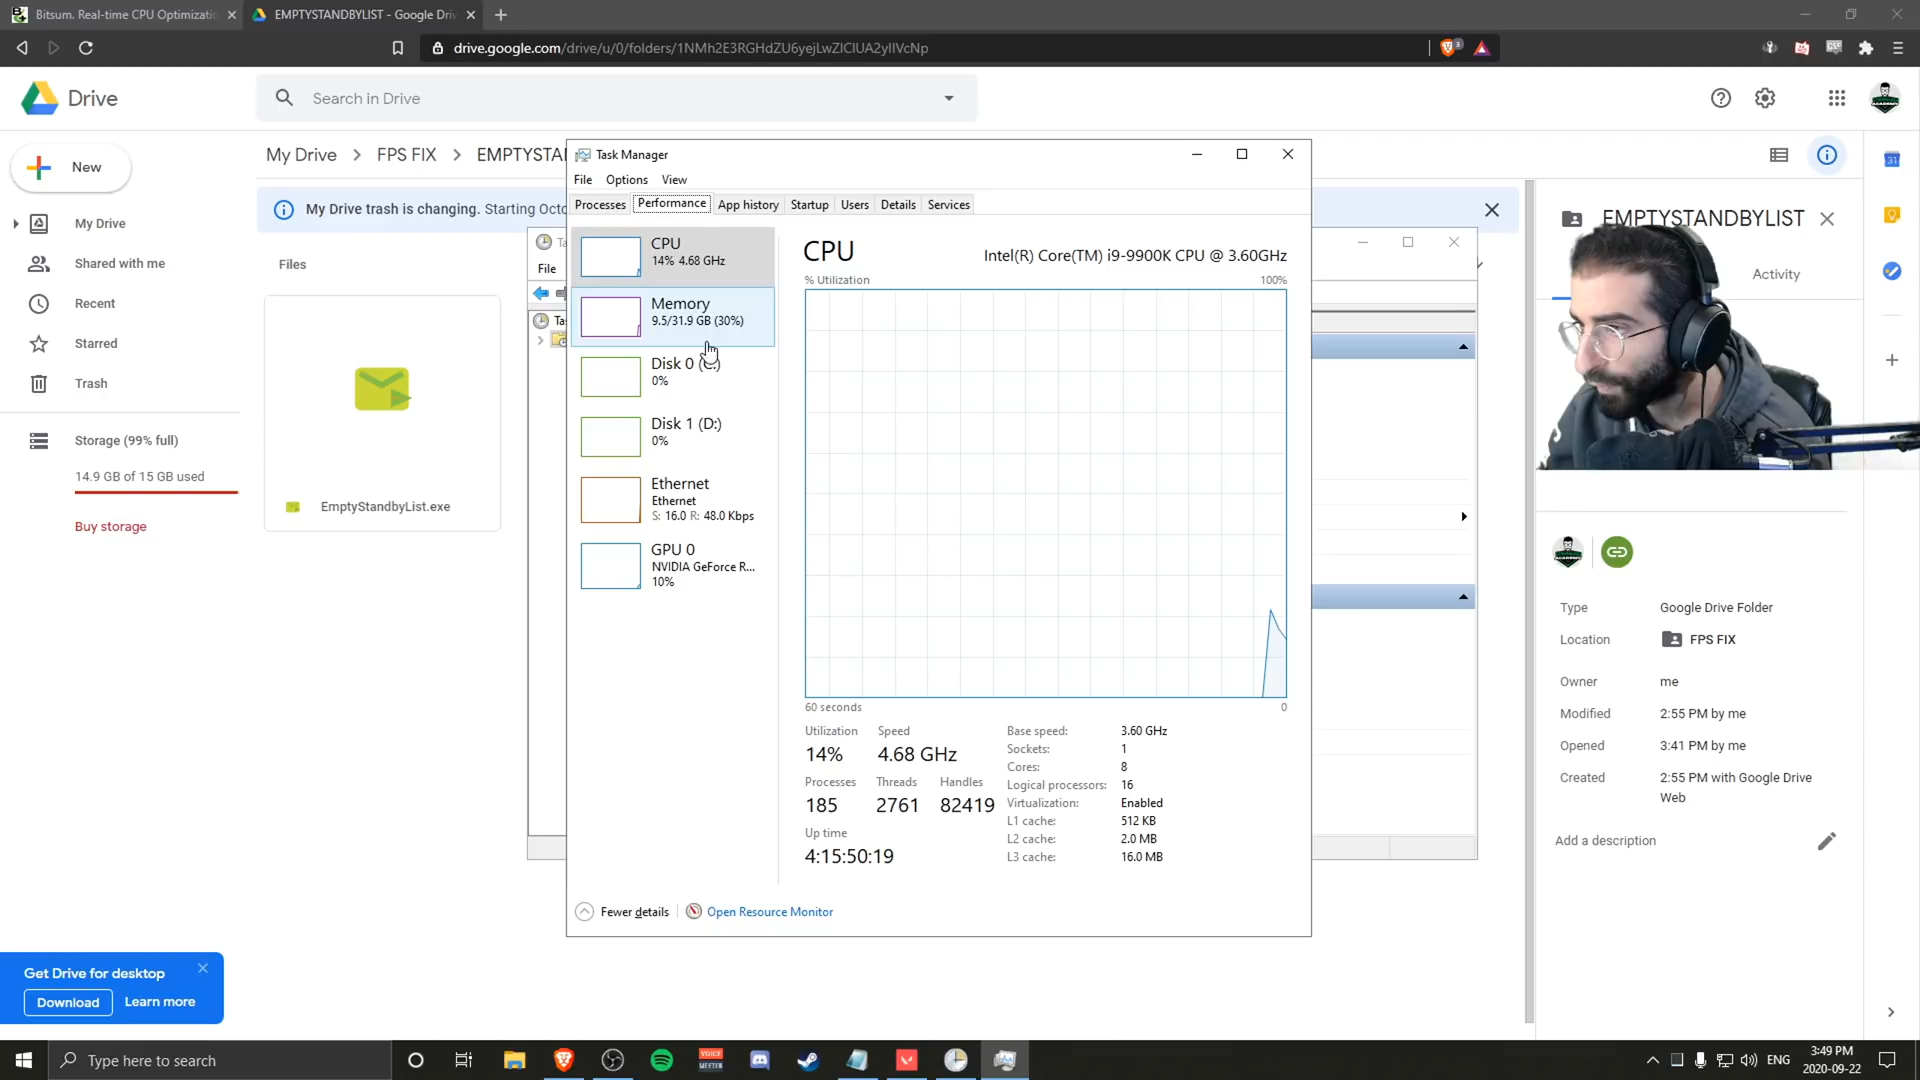 Bitsum. Real-time CPU Optimizatio
EMPTYSTANDBYLIST - Google Driv
drive.google.com/drive/u/0/folders/1NMh2E3RGHdZU6yejLwZICIUA2yIIVcNp
Drive
Search in Drive
New
My Drive
Shared with me
Recent
Starred
Trash
Storage (99% full)
14.9 GB of 15 GB used
Buy storage
Get Drive for desktop
Download
Learn more
My Drive
FPS FIX
EMPTYSTA
My Drive trash is changing. Starting Octo
Files
EmptyStandbyList.exe
Ta
File
Tas
Task Manager
File Options View
Processes Performance App history Startup Users Details Services
CPU
14% 4.68 GHz
Memory
9.5/31.9 GB (30%)
Disk 0 (C:)
0%
Disk 1 (D:)
0%
Ethernet
Ethernet
S: 16.0 R: 48.0 Kbps
GPU 0
NVIDIA GeForce R...
10%
CPU
Intel(R) Core(TM) i9-9900K CPU @ 3.60GHz
% Utilization
100%
60 seconds
0
Utilization Speed
14% 4.68 GHz
Processes Threads Handles
185 2761 82419
Up time
4:15:50:19
Base speed: 3.60 GHz
Sockets: 1
Cores: 8
Logical processors: 16
Virtualization: Enabled
L1 cache: 512 KB
L2 cache: 2.0 MB
L3 cache: 16.0 MB
Fewer details
Open Resource Monitor
EMPTYSTANDBYLIST
Activity
ACADEMY
Type Google Drive Folder
Location FPS FIX
Owner me
Modified 2:55 PM by me
Opened 3:41 PM by me
Created 2:55 PM with Google Drive
Web
Add a description
31
Type here to search
VOICE
MEETER
ENG
3:49 PM
2020-09-22